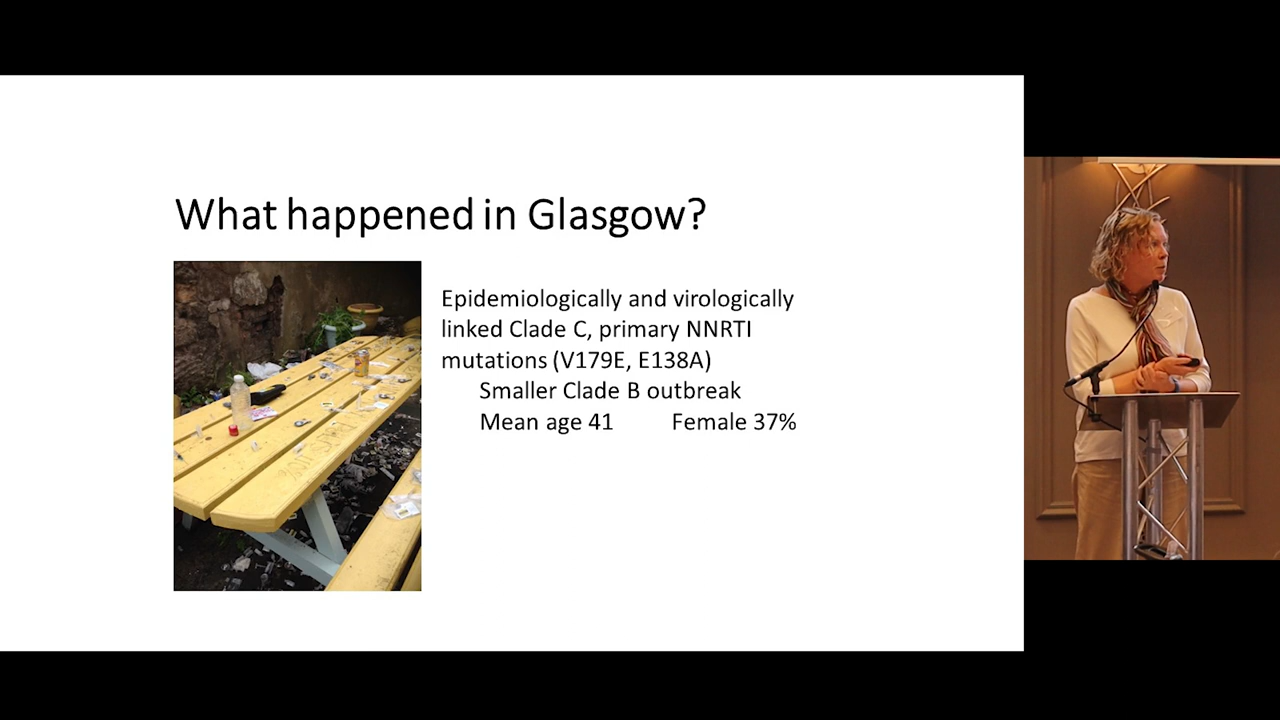 What happened in Glasgow?
Epidemiologically and virologically
linked Clade C, primary NNRTI
mutations (V179E, E138A)
Smaller Clade B outbreak
Mean age 41 Female 37%